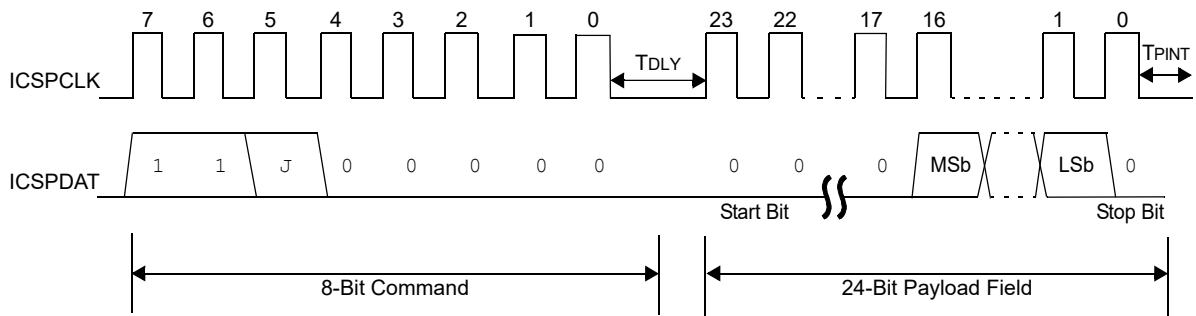 7 6 5 4 3 2 1 0 23 22 17 16 1 0
ICSPCLK TDLY TPINT
ICSPDAT 1 1 J 0 0 0 0 0 0 0 0 MSb LSb 0
Start Bit Stop Bit
8-Bit Command 24-Bit Payload Field